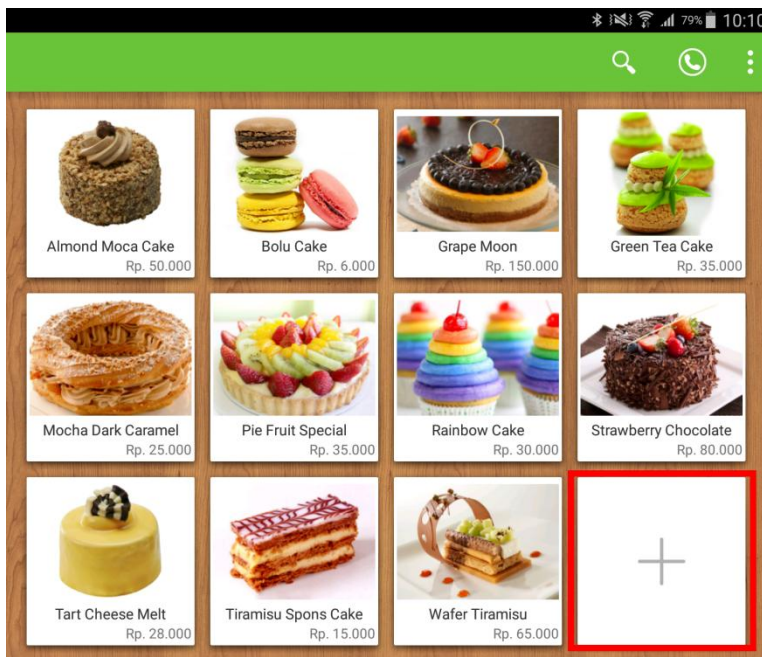 79% 10:10
Almond Moca Cake
Rp. 50.000
Bolu Cake
Rp. 6.000
Grape Moon
Rp. 150.000
Green Tea Cake
Rp. 35.000
Mocha Dark Caramel
Rp. 25.000
Pie Fruit Special
Rp. 35.000
Rainbow Cake
Rp. 30.000
Strawberry Chocolate
Rp. 80.000
Tart Cheese Melt
Rp. 28.000
Tiramisu Spons Cake
Rp. 15.000
Wafer Tiramisu
Rp. 65.000